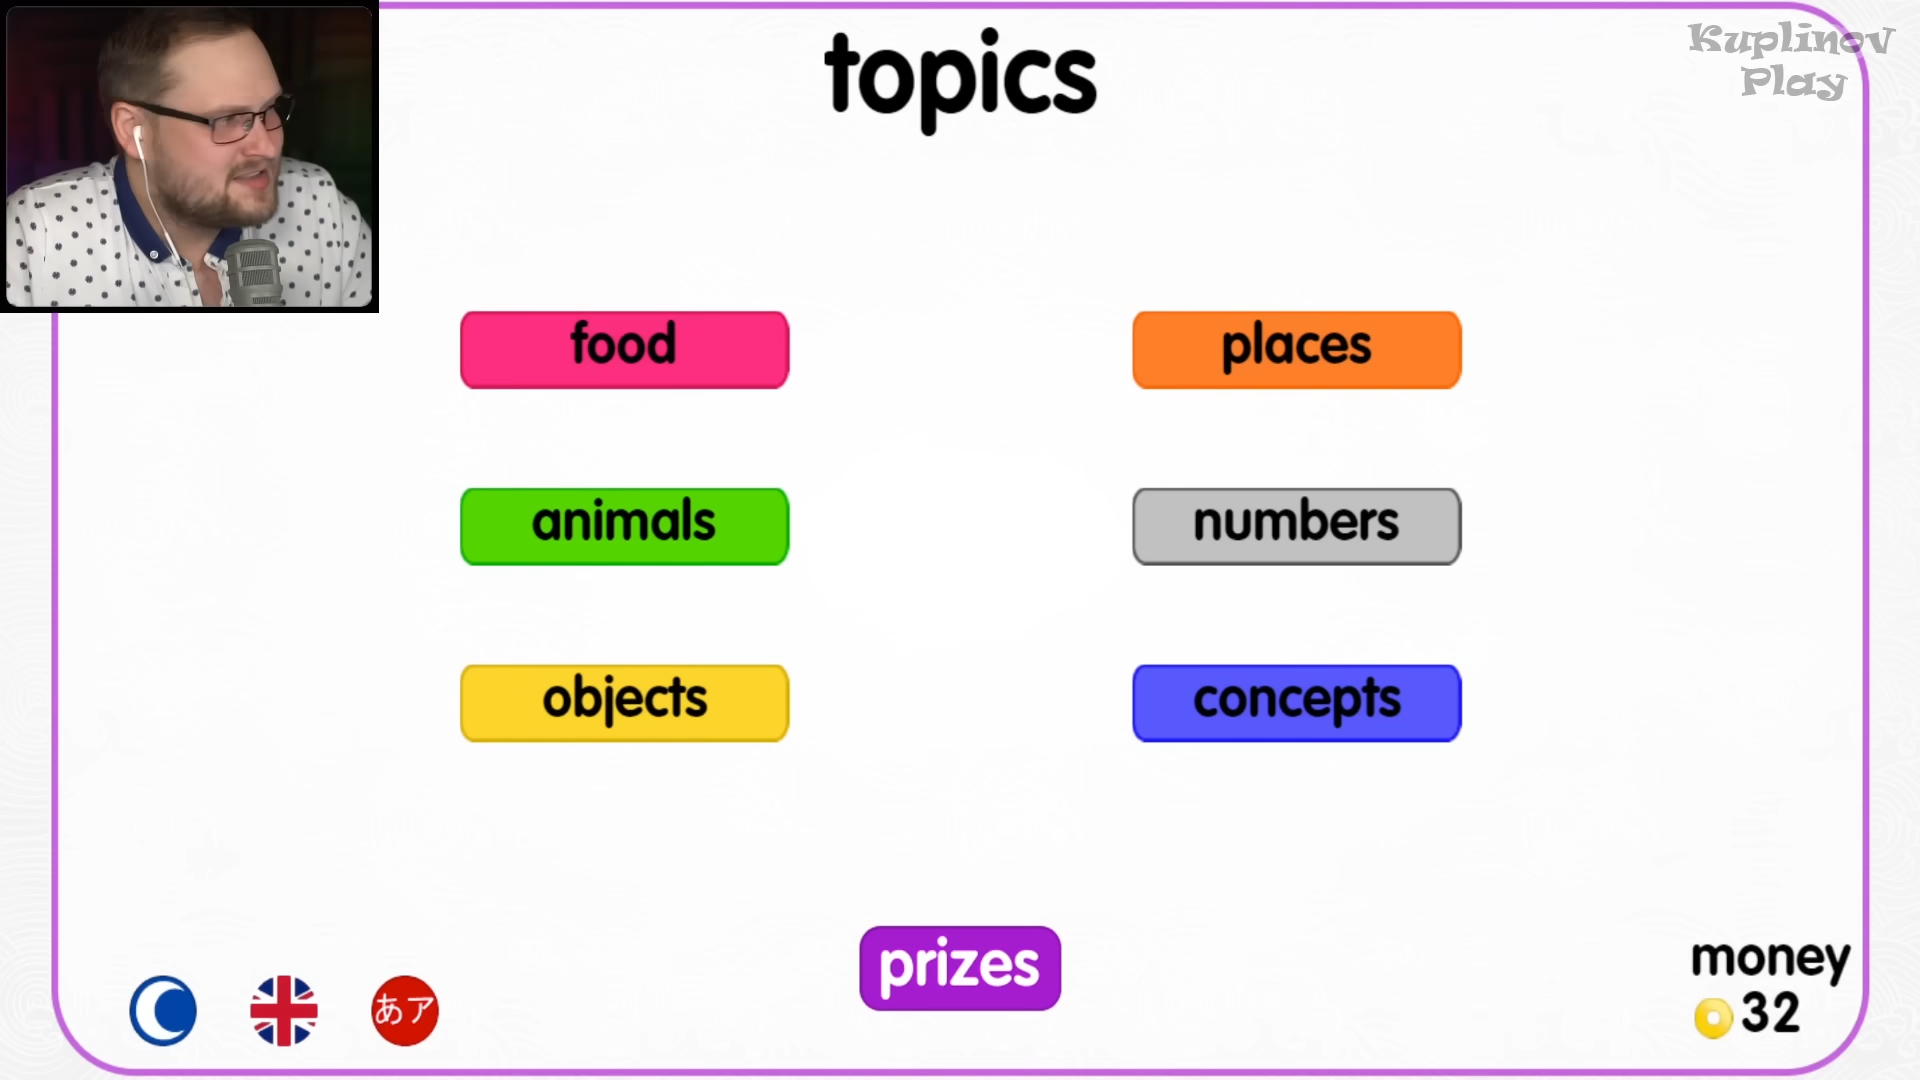 topics
Kuplinov
Play
food
places
animals
numbers
objects
concepts
prizes
money
32
あア